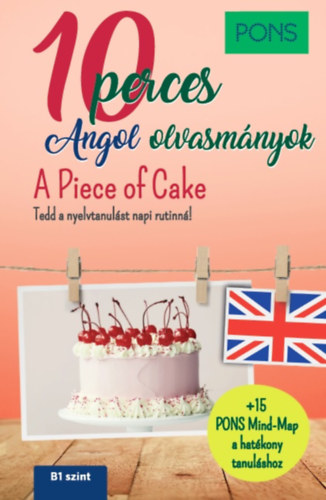 PONS
10 perces
Angol olvasmányok
A Piece of Cake
Tedd a nyelvtanulást napi rutinná!
+15
PONS Mind-Map
a hatékony
tanuláshoz
B1 szint